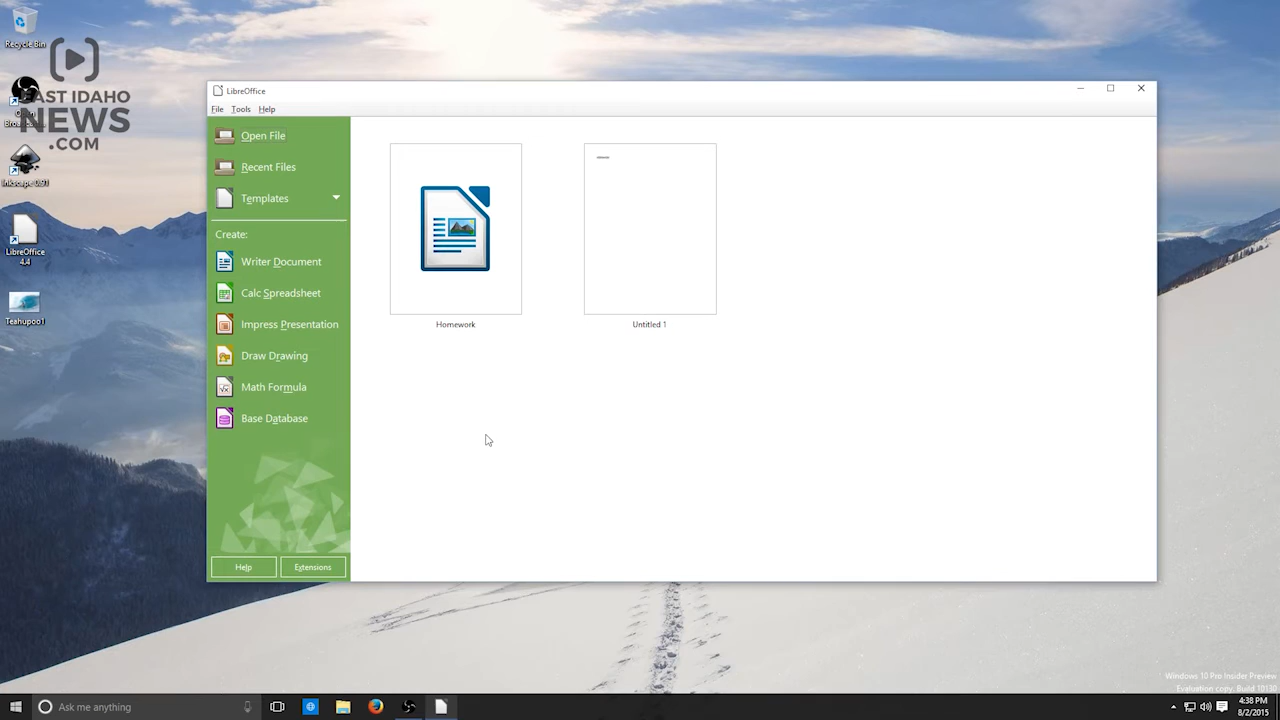 Recycle Bin
EAST IDAHO
NEWS
.COM
Inkscape 0.91
LibreOffice
4.4
Teahupoo1
LibreOffice
File Tools Help
Open File
Recent Files
Templates
Create:
Writer Document
Calc Spreadsheet
Impress Presentation
Draw Drawing
Math Formula
Base Database
Help Extensions
Homework
Untitled 1
Windows 10 Pro Insider Preview
Evaluation copy. Build 10130
Ask me anything
4:38 PM
8/2/2015